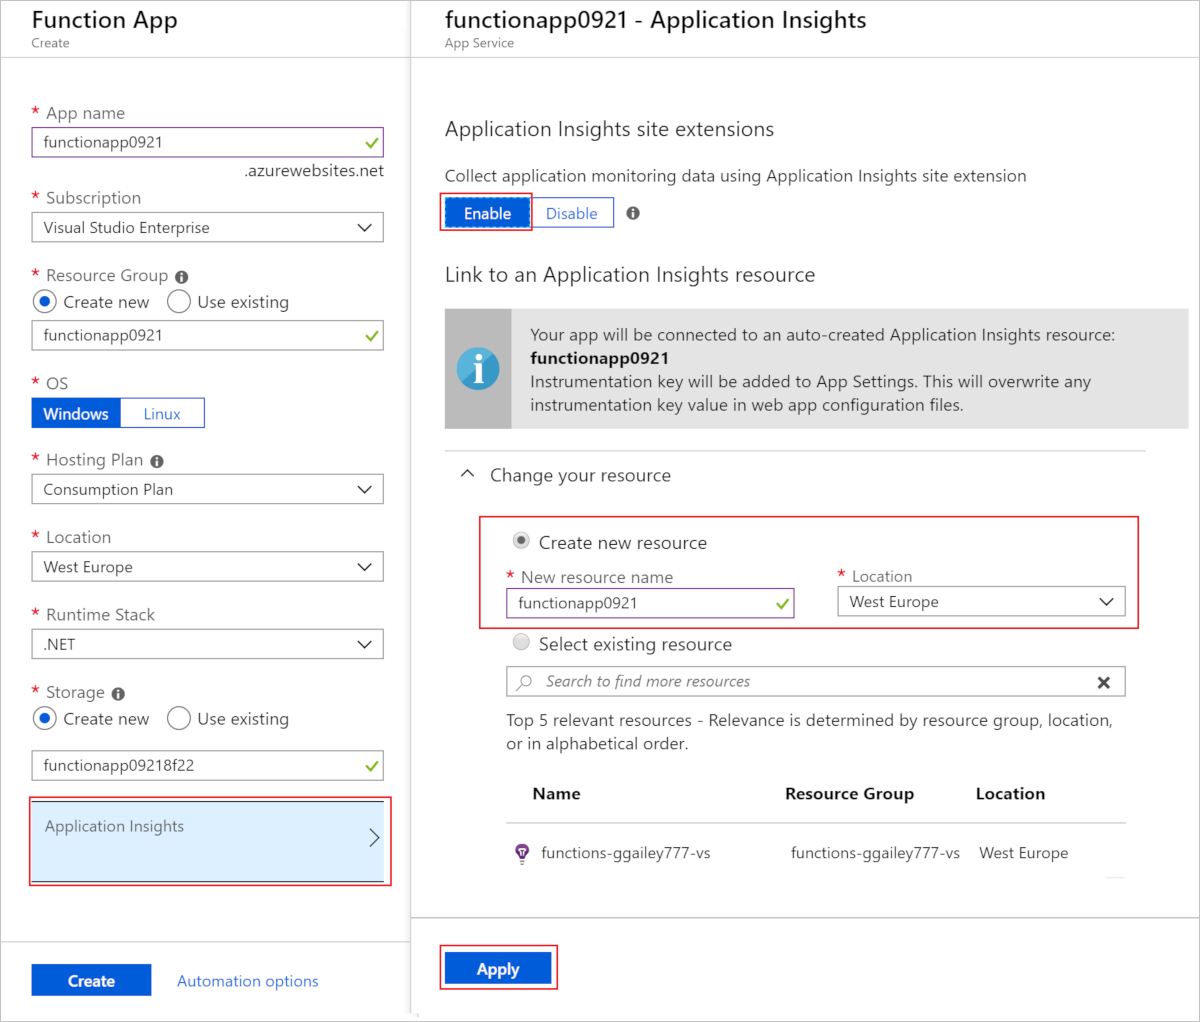 Function App
Create
* App name
functionapp0921
.azurewebsites.net
* Subscription
Visual Studio Enterprise
* Resource Group
Create new
Use existing
functionapp0921
* OS
Windows
Linux
* Hosting Plan
Consumption Plan
* Location
West Europe
* Runtime Stack
.NET
* Storage
Create new
Use existing
functionapp09218f22
Application Insights
Create
Automation options
functionapp0921 - Application Insights
App Service
Application Insights site extensions
Collect application monitoring data using Application Insights site extension
Enable
Disable
Link to an Application Insights resource
Your app will be connected to an auto-created Application Insights resource:
functionapp0921
Instrumentation key will be added to App Settings. This will overwrite any
instrumentation key value in web app configuration files.
Change your resource
Create new resource
* New resource name
* Location
functionapp0921
West Europe
Select existing resource
Search to find more resources
Top 5 relevant resources - Relevance is determined by resource group, location,
or in alphabetical order.
Name Resource Group Location
functions-ggailey777-vs functions-ggailey777-vs West Europe
Apply